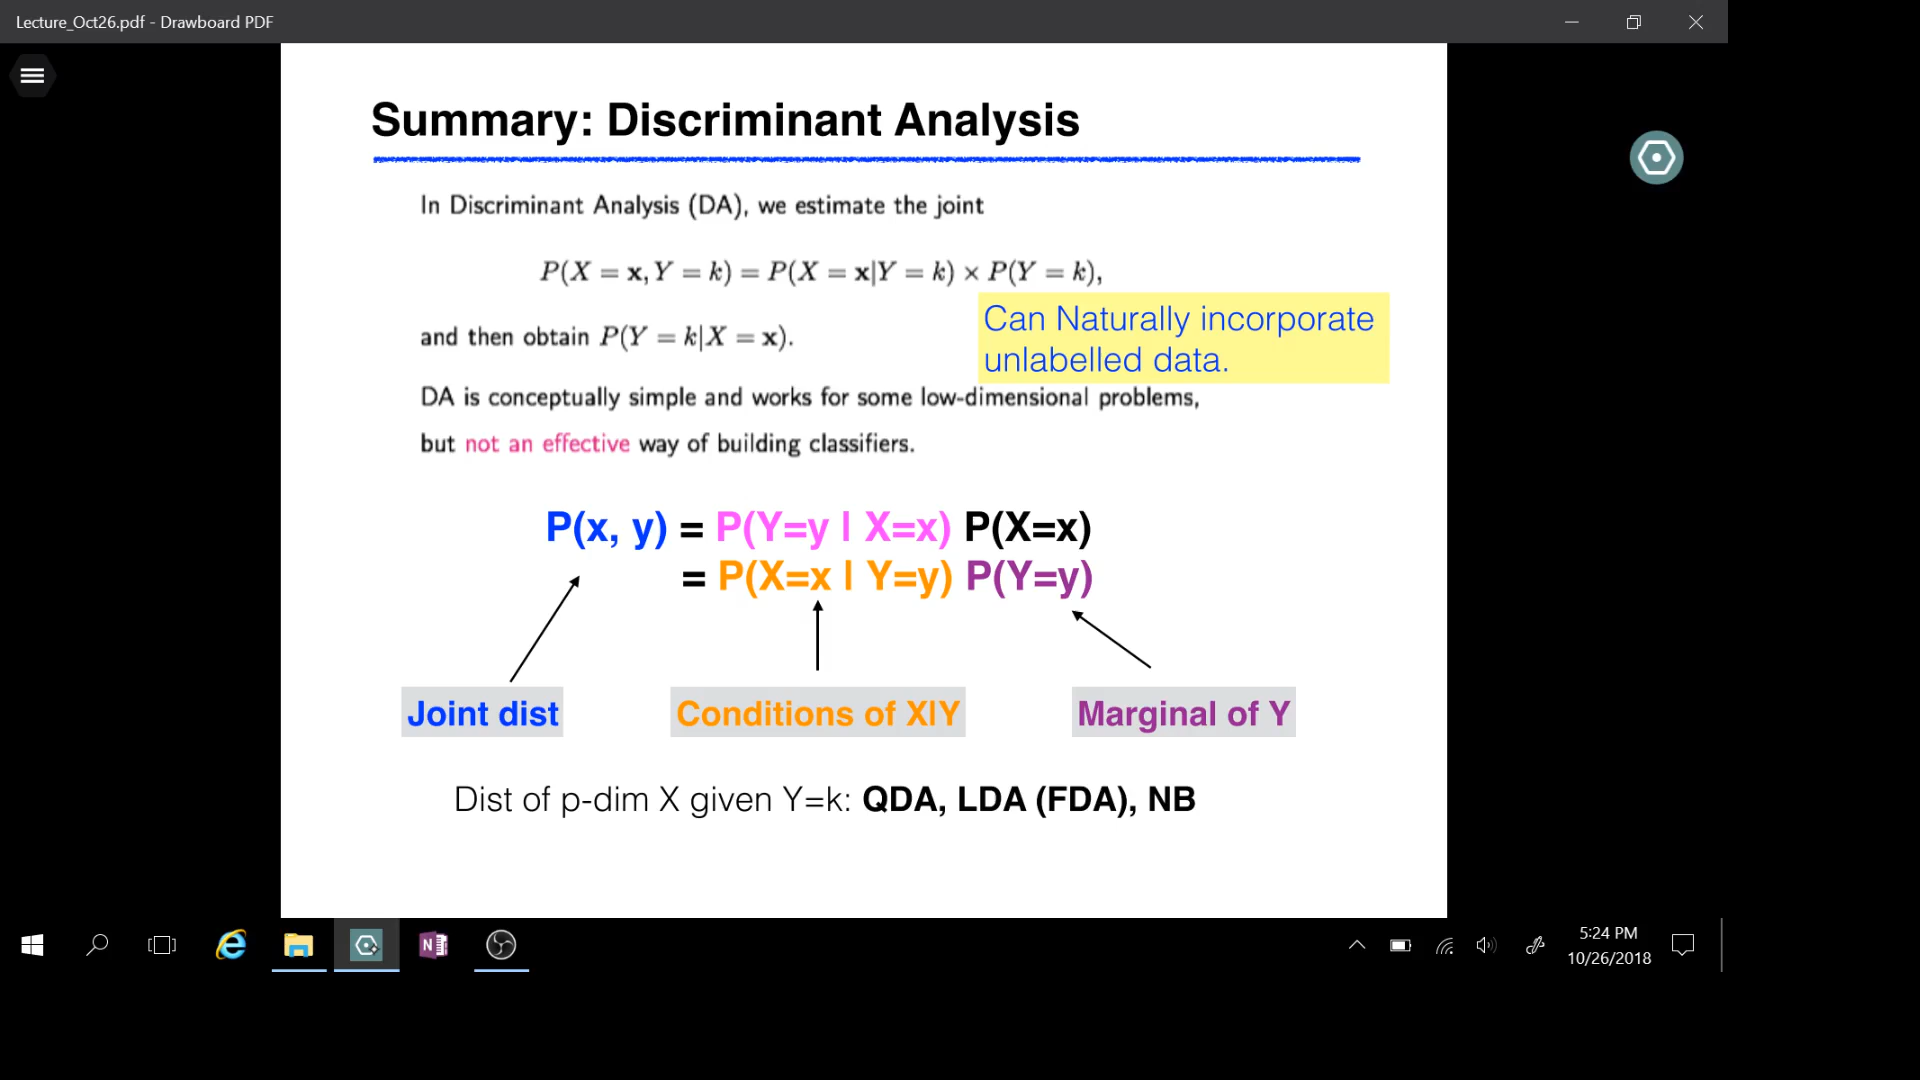 Lecture_Oct26.pdf - Drawboard PDF
Summary: Discriminant Analysis
In Discriminant Analysis (DA), we estimate the joint
P(X = x, Y = k) = P(X = x|Y = k) × P(Y = k),
and then obtain P(Y = k|X = x).
Can Naturally incorporate
unlabelled data.
DA is conceptually simple and works for some low-dimensional problems,
but not an effective way of building classifiers.
P(x, y) = P(Y=y | X=x) P(X=x)
= P(X=x | Y=y) P(Y=y)
Joint dist
Conditions of X|Y
Marginal of Y
Dist of p-dim X given Y=k: QDA, LDA (FDA), NB
N
5:24 PM
10/26/2018